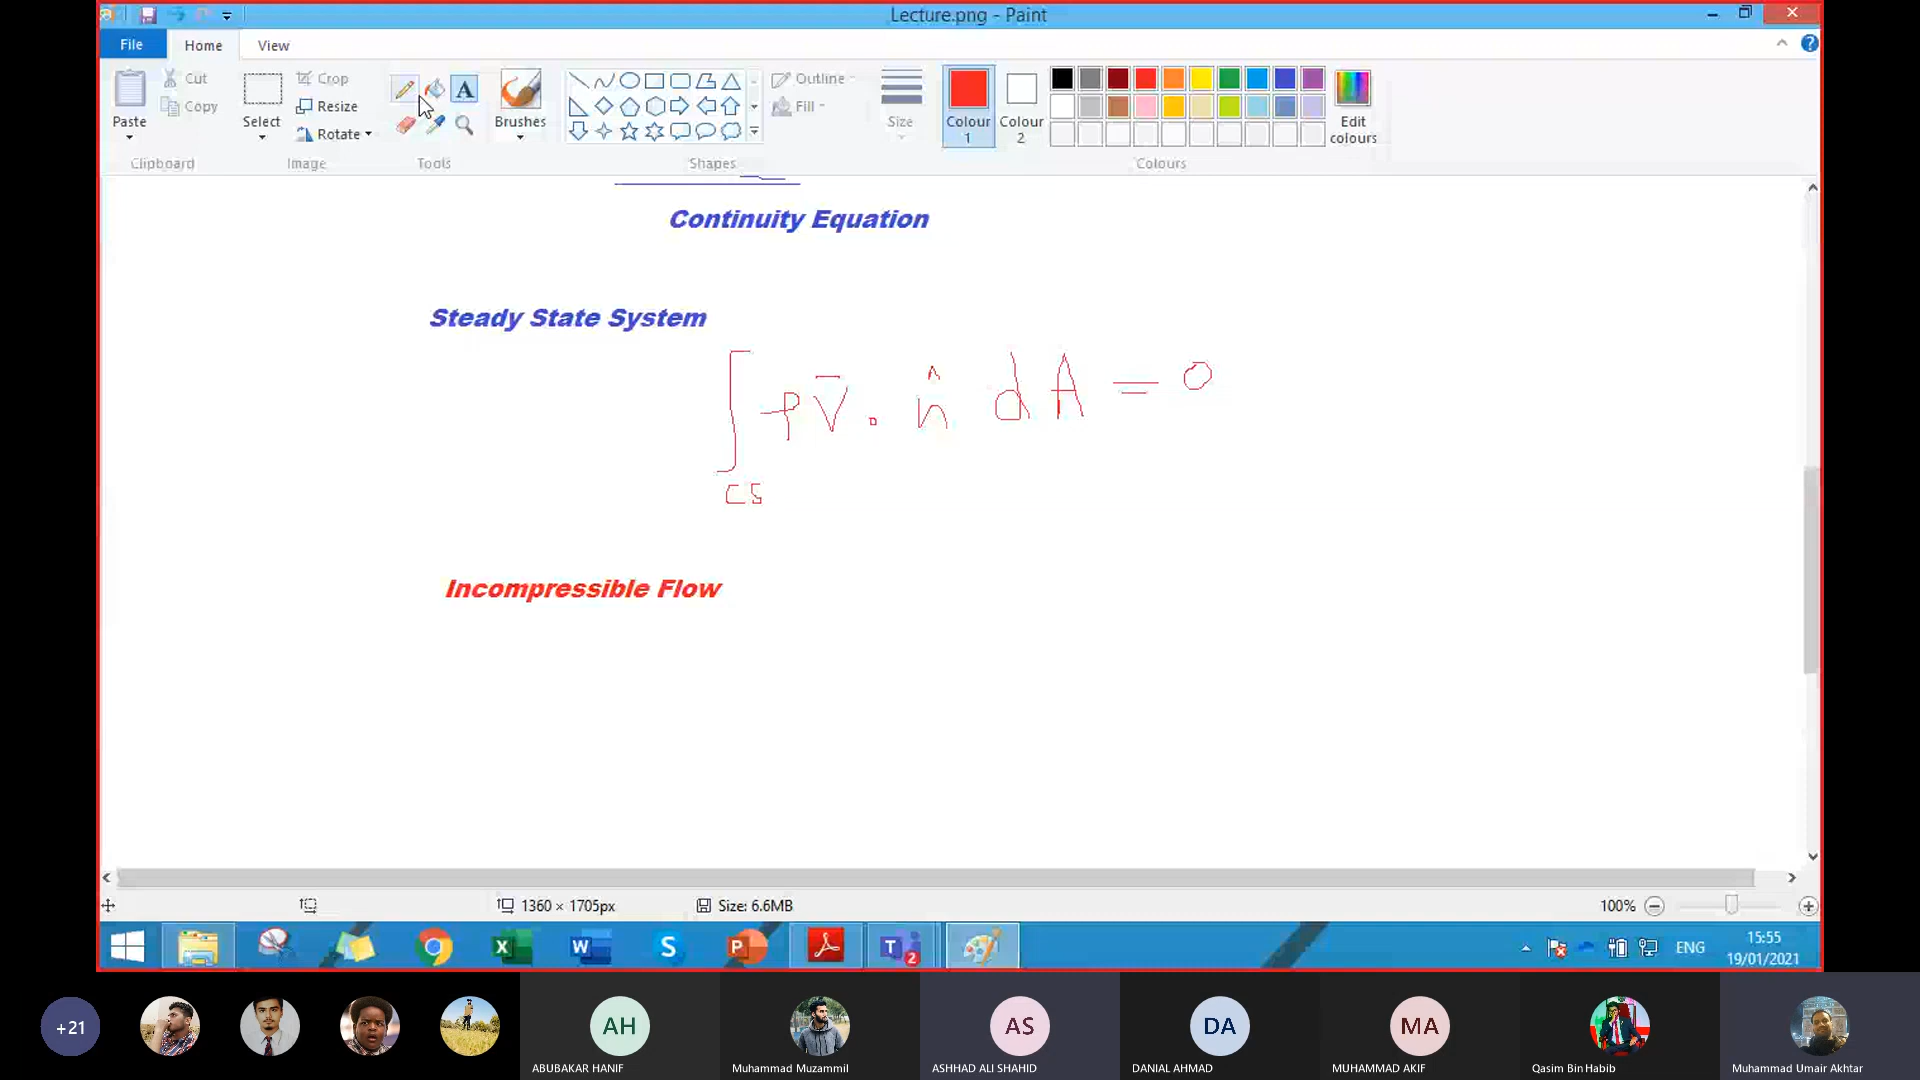 Lecture.png - Paint
File Home View
Paste
Cut
Copy
Clipboard
Select
Crop
Resize
Rotate
Image
A
Tools
Brushes
Shapes
Outline
Fill
Size
Colour 1
Colour 2
Edit colours
Colours
Continuity Equation
Steady State System
∫ ρV̄ . n̂ dA = 0
CS
Incompressible Flow
1360 × 1705px
Size: 6.6MB
100%
2
ENG
15:55
19/01/2021
+21
AH
AS
DA
MA
ABUBAKAR HANIF
Muhammad Muzammil
ASHHAD ALI SHAHID
DANIAL AHMAD
MUHAMMAD AKIF
Qasim Bin Habib
Muhammad Umair Akhtar